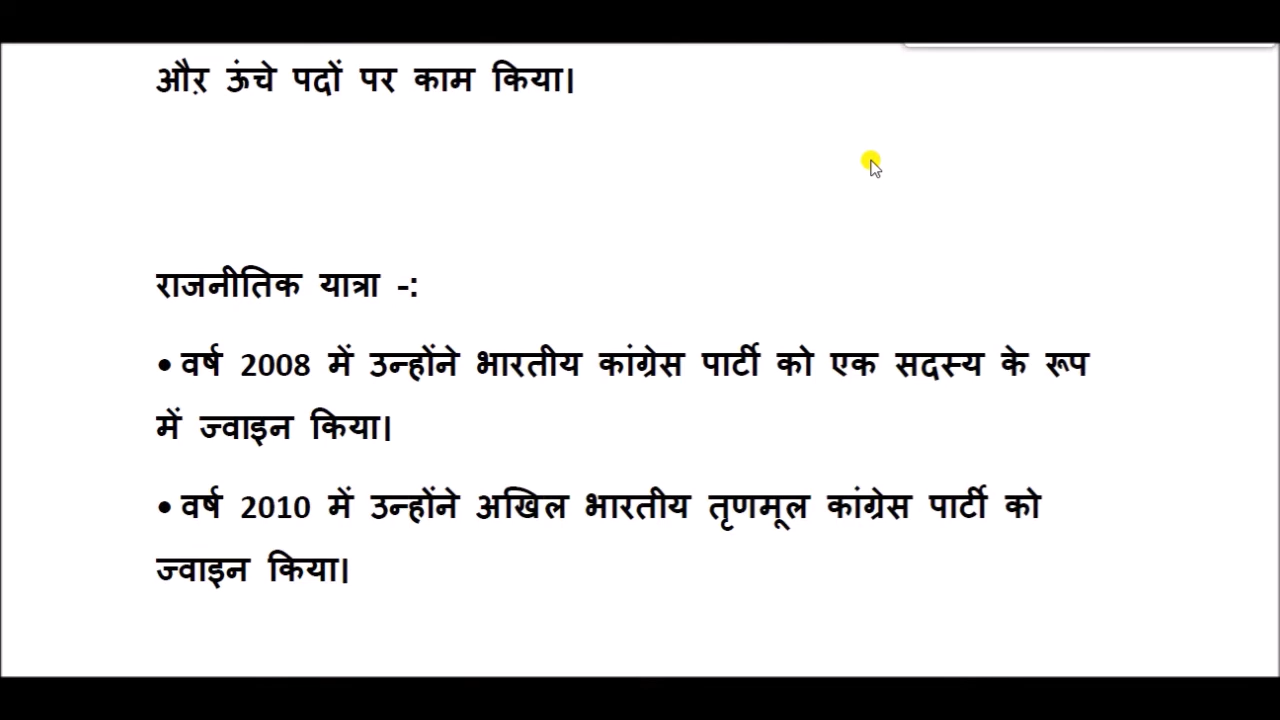 और ऊंचे पदों पर काम किया।
राजनीतिक यात्रा -:
• वर्ष 2008 में उन्होंने भारतीय कांग्रेस पार्टी को एक सदस्य के रूप
में ज्वाइन किया।
• वर्ष 2010 में उन्होंने अखिल भारतीय तृणमूल कांग्रेस पार्टी को
ज्वाइन किया।